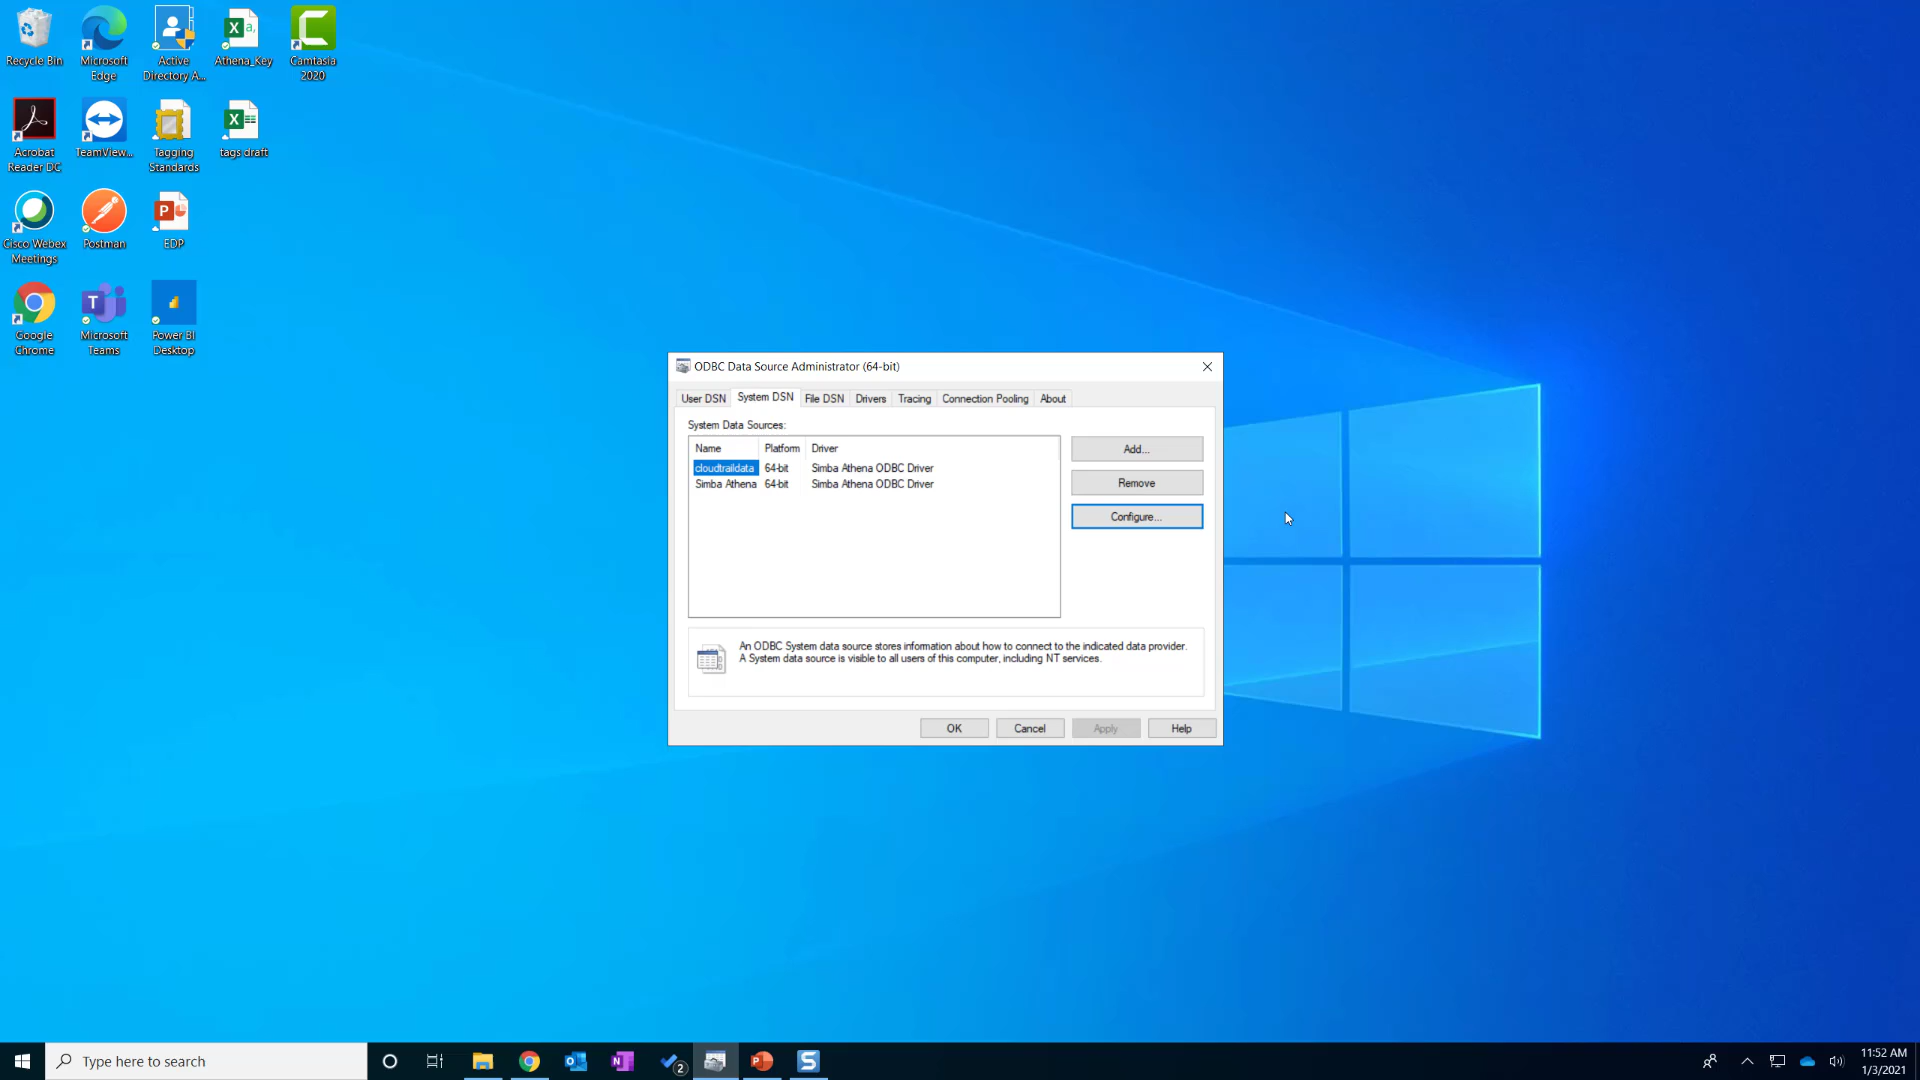 Recycle Bin
Microsoft
Edge
Active
Directory A...
Athena_Key
Camtasia
2020
Acrobat
Reader DC
TeamView...
Tagging
Standards
tags draft
Cisco Webex
Meetings
Postman
EDP
Google
Chrome
Microsoft
Teams
Power BI
Desktop
ODBC Data Source Administrator (64-bit)
User DSN System DSN File DSN Drivers Tracing Connection Pooling About
System Data Sources:
Name Platform Driver
cloudtraildata 64-bit Simba Athena ODBC Driver
Simba Athena 64-bit Simba Athena ODBC Driver
Add...
Remove
Configure...
An ODBC System data source stores information about how to connect to the indicated data provider.
A System data source is visible to all users of this computer, including NT services.
OK Cancel Apply Help
Type here to search
2
11:52 AM
1/3/2021